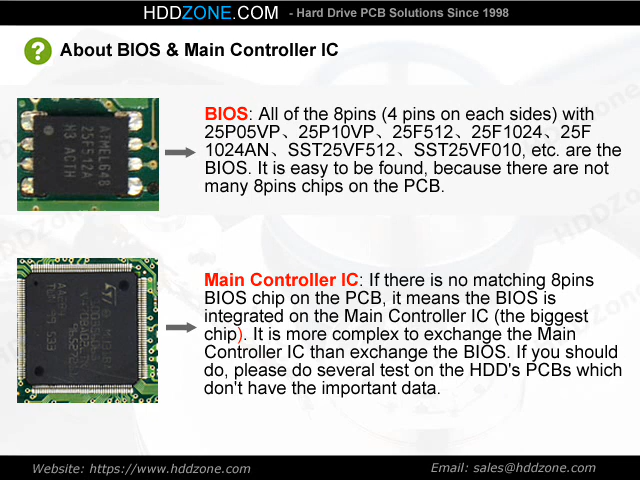 HDDZONE.COM - Hard Drive PCB Solutions Since 1998
? About BIOS & Main Controller IC
ATMEL648
25F512A
N3 ACTH
BIOS: All of the 8pins (4 pins on each sides) with
25P05VP、25P10VP、25F512、25F1024、25F
1024AN、SST25VF512、SST25VF010, etc. are the
BIOS. It is easy to be found, because there are not
many 8pins chips on the PCB.
Main Controller IC: If there is no matching 8pins
BIOS chip on the PCB, it means the BIOS is
integrated on the Main Controller IC (the biggest
chip). It is more complex to exchange the Main
Controller IC than exchange the BIOS. If you should
do, please do several test on the HDD's PCBs which
don't have the important data.
Website: https://www.hddzone.com Email: sales@hddzone.com